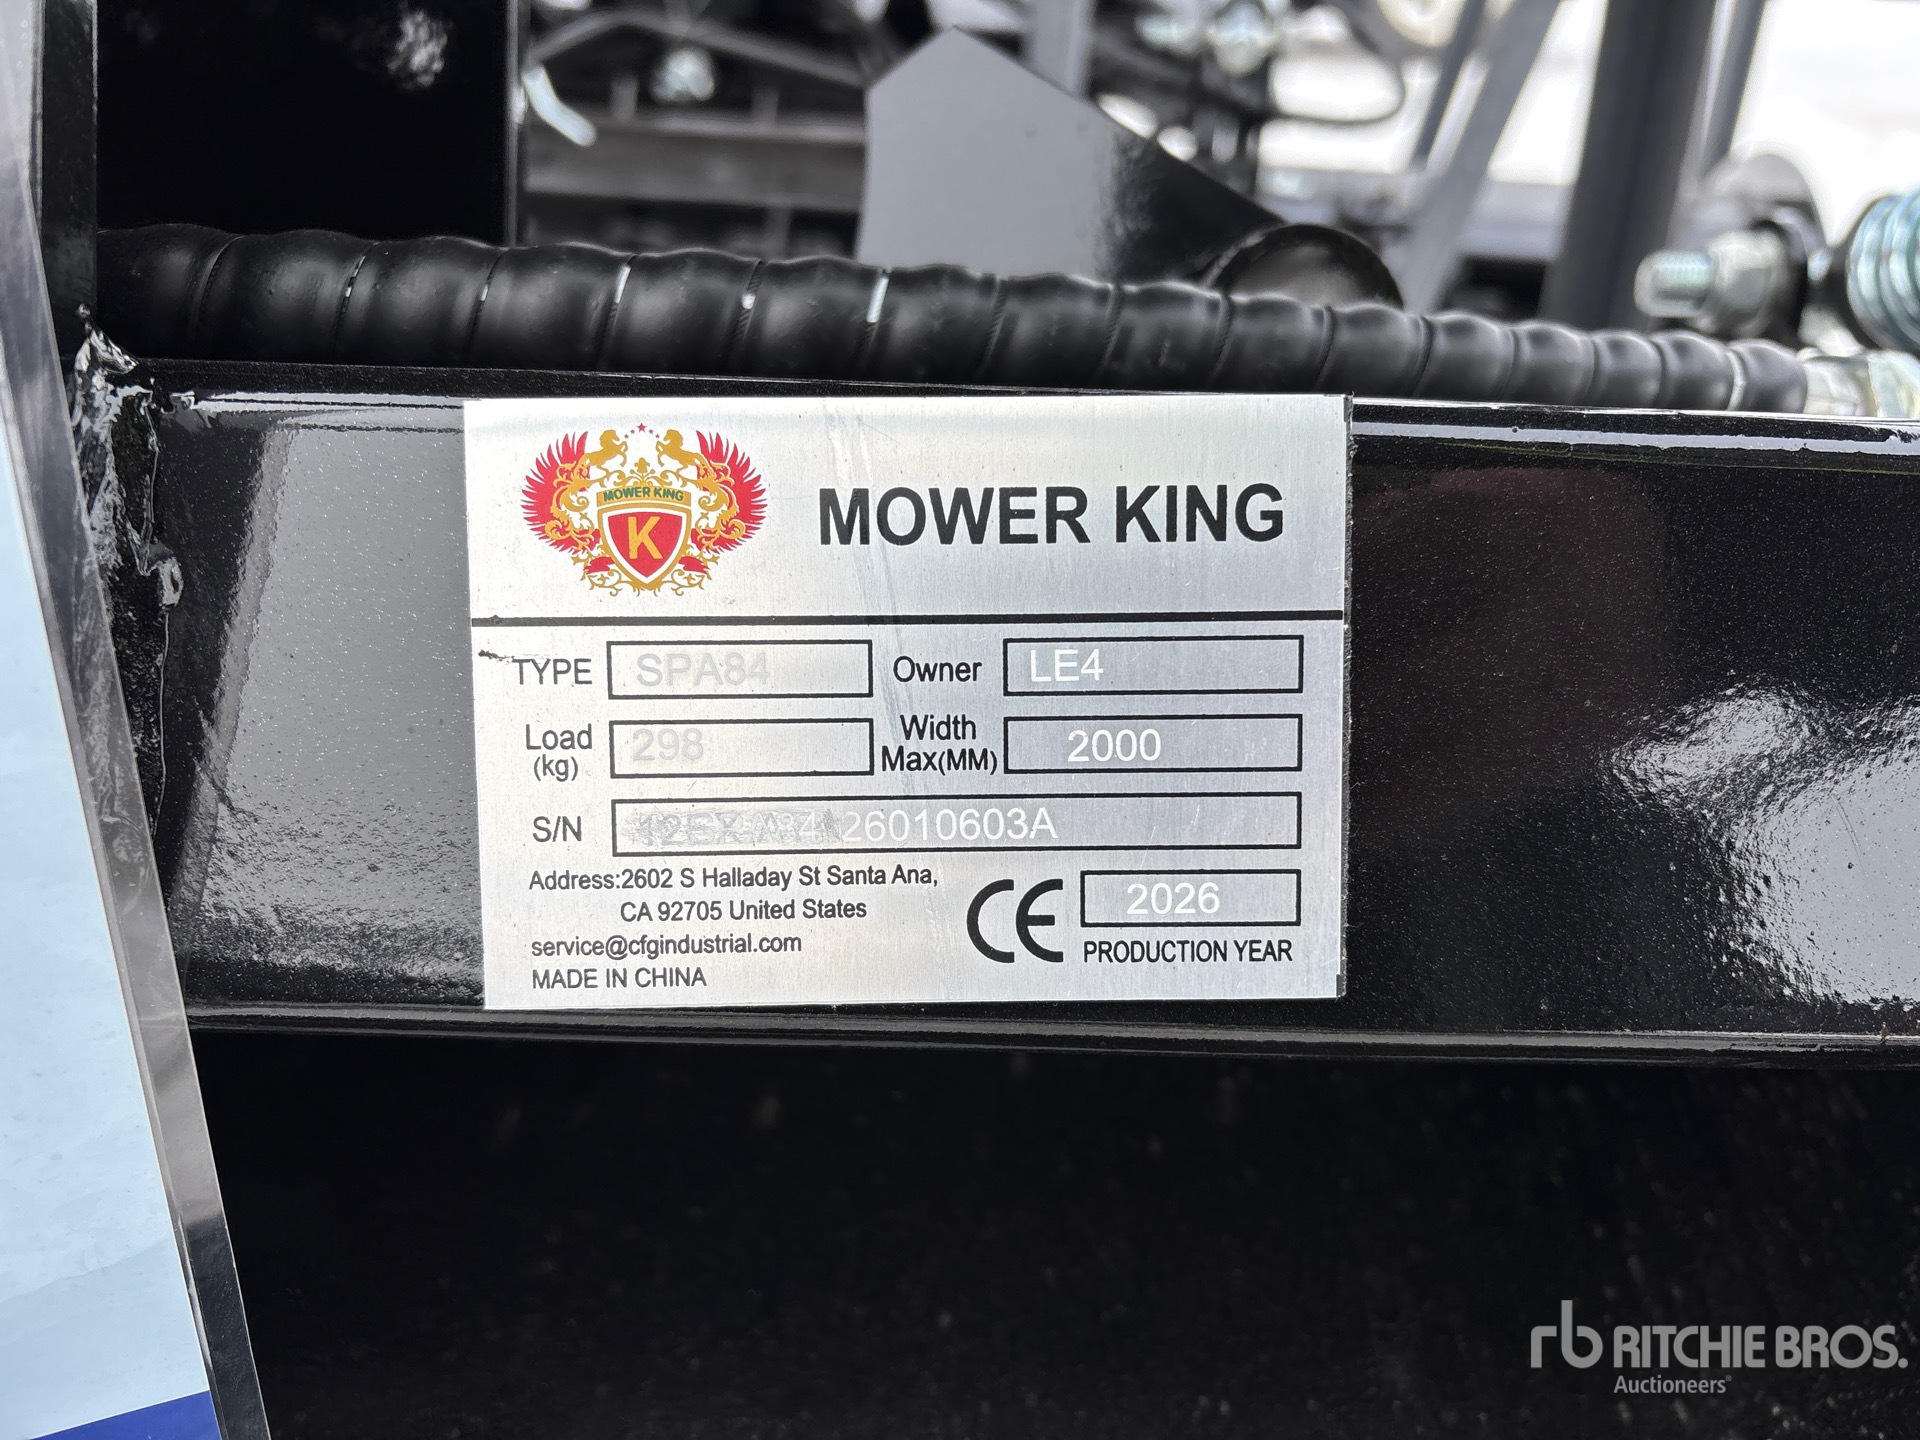 MOWER KING
K
MOWER KING
TYPE SPA84 Owner LE4
Load (kg) 298 Width Max(MM) 2000
S/N 26010603A
Address:2602 S Halladay St Santa Ana,
CA 92705 United States
service@cfgindustrial.com
MADE IN CHINA
CE 2026
PRODUCTION YEAR
rb RITCHIE BROS.
Auctioneers